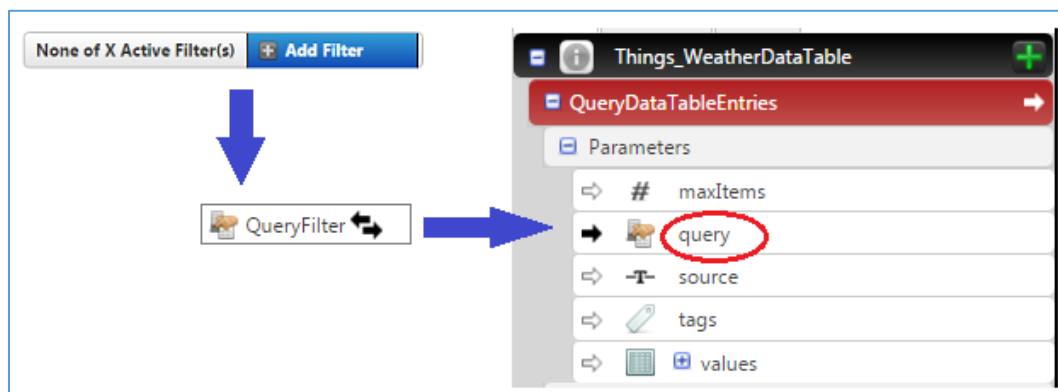 None of X Active Filter(s) Add Filter
Things_WeatherDataTable
QueryDataTableEntries
Parameters
# maxItems
QueryFilter
query
-T- source
tags
values